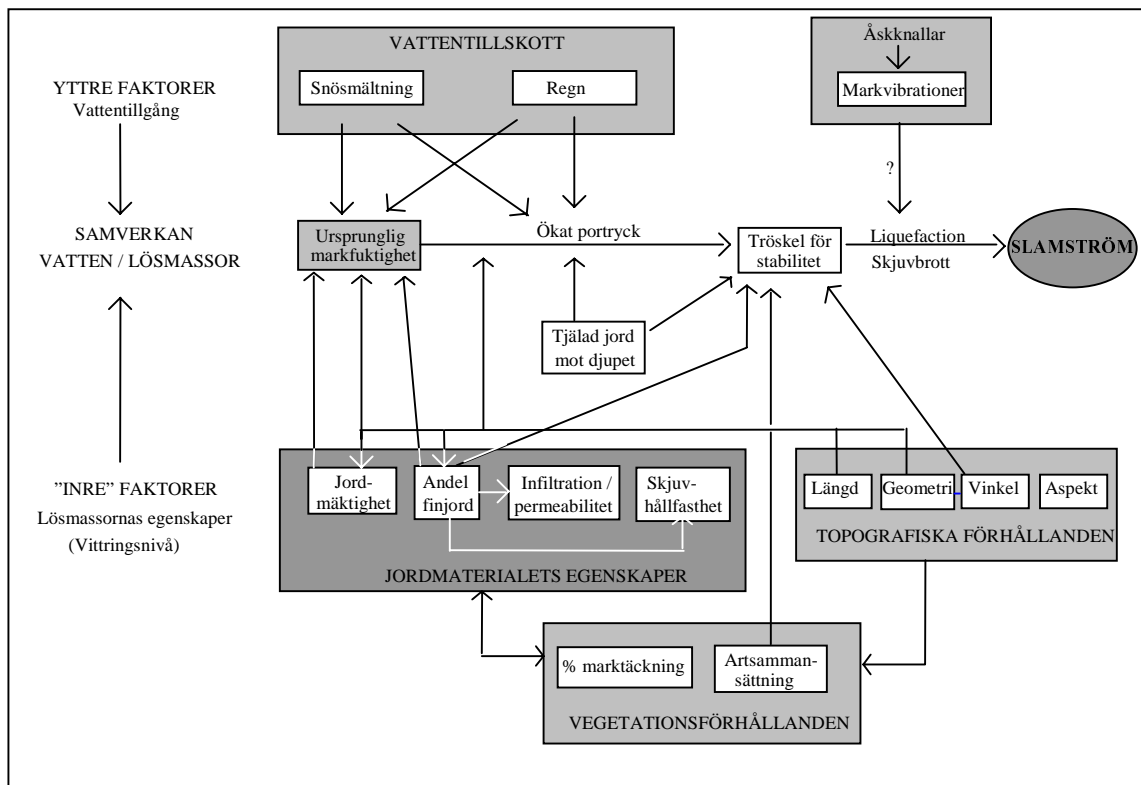 VATTENTILLSKOTT
Snösmältning
Regn
Åskknallar
Markvibrationer
YTTRE FAKTORER
Vattentillgång
?
SAMVERKAN
VATTEN / LÖSMASSOR
Ursprunglig
markfuktighet
Ökat portryck
Tröskel för
stabilitet
Liquefaction
Skjuvbrott
SLAMSTRÖM
Tjälad jord
mot djupet
”INRE” FAKTORER
Lösmassornas egenskaper
(Vittringsnivå)
Jord-
mäktighet
Andel
finjord
Infiltration /
permeabilitet
Skjuv-
hållfasthet
JORDMATERIALETS EGENSKAPER
Längd
Geometri
Vinkel
Aspekt
TOPOGRAFISKA FÖRHÅLLANDEN
% marktäckning
Artsamman-
sättning
VEGETATIONSFÖRHÅLLANDEN